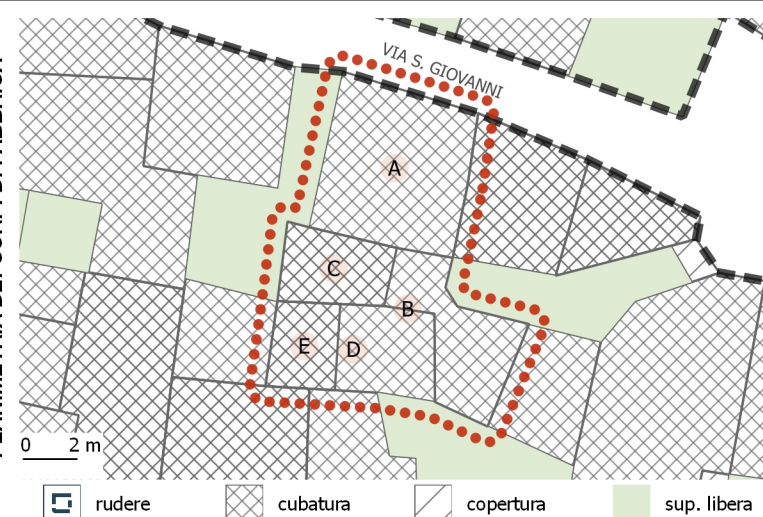 VIA S. GIOVANNI
A
C
B
E
D
0 2 m
rudere
cubatura
copertura
sup. libera